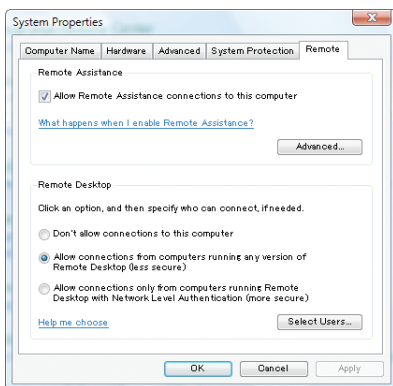 System Properties
Computer Name Hardware Advanced System Protection Remote
Remote Assistance
Allow Remote Assistance connections to this computer
What happens when I enable Remote Assistance?
Advanced...
Remote Desktop
Click an option, and then specify who can connect, if needed.
Don't allow connections to this computer
Allow connections from computers running any version of
Remote Desktop (less secure)
Allow connections only from computers running Remote
Desktop with Network Level Authentication (more secure)
Help me choose
Select Users...
OK Cancel Apply